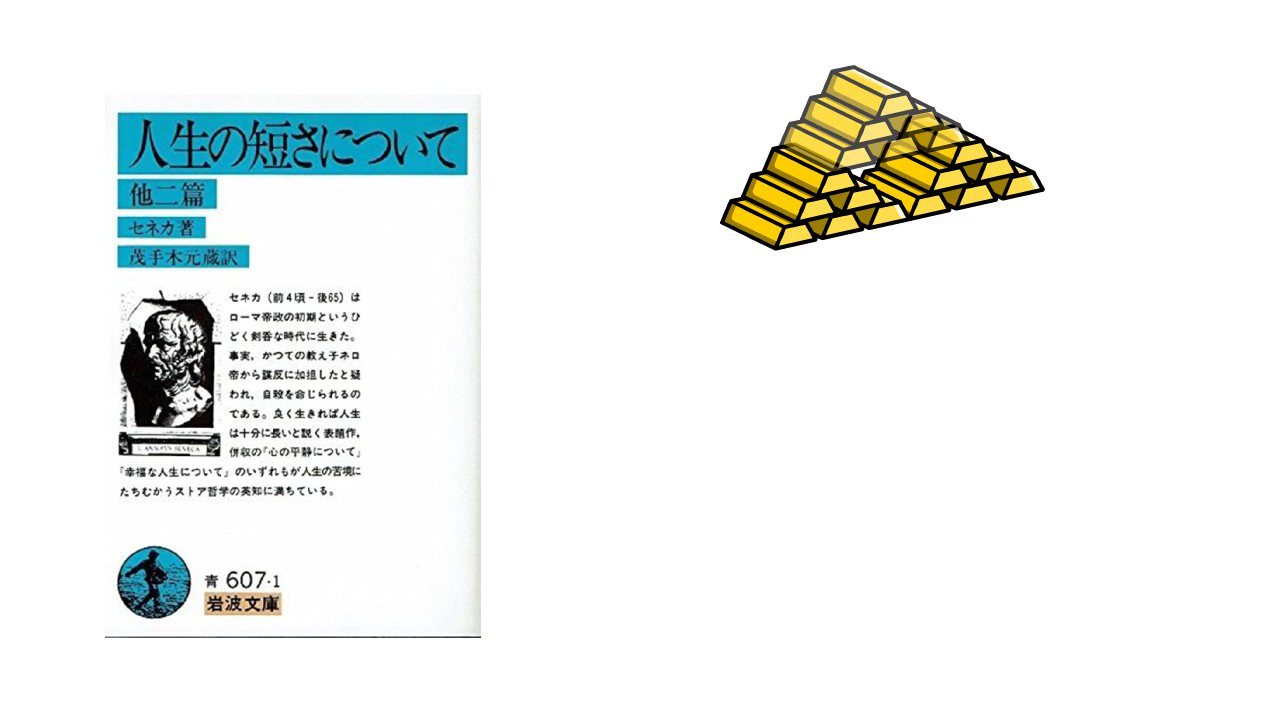 人生の短さについて
他二篇
セネカ著
茂手木元蔵訳
セネカ（前4頃－後65）は
ローマ帝政の初期というひ
どく剣呑な時代に生きた。
事実，かつての教え子ネロ
帝から謀反に加担したと疑
われ，自殺を命じられるの
である。良く生きれば人生
は十分に長いと説く表題作，
併収の『心の平静について』
『幸福な人生について』のいずれもが人生の苦境に
たちむかうストア哲学の英知に満ちている。
青 607-1
岩波文庫